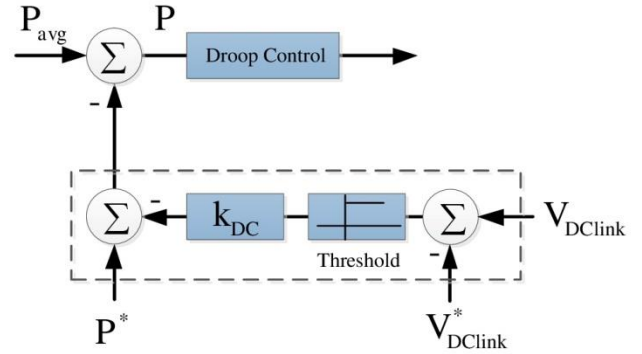 P_avg
P
Droop Control
Σ
-
Σ
-
k_DC
Σ
V_DClink
Threshold
-
P*
V*_DClink